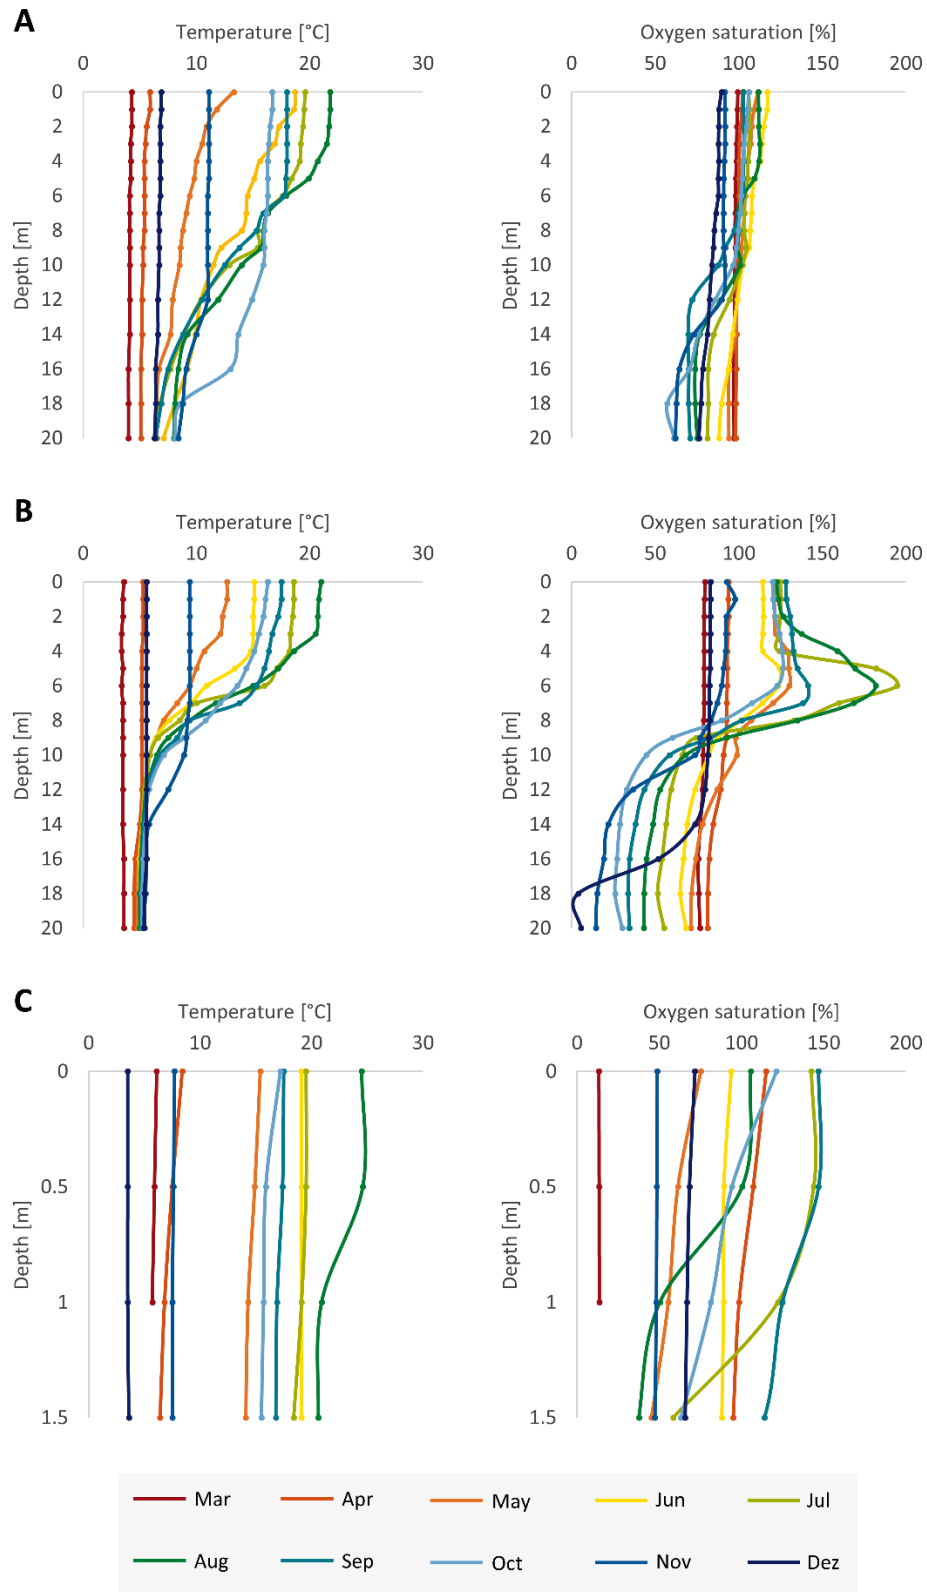 A
Temperature [°C]
Oxygen saturation [%]
0 10 20 30
0 50 100 150 200
Depth [m]
0
2
4
6
8
10
12
14
16
18
20
Depth [m]
0
2
4
6
8
10
12
14
16
18
20
B
Temperature [°C]
Oxygen saturation [%]
0 10 20 30
0 50 100 150 200
Depth [m]
0
2
4
6
8
10
12
14
16
18
20
Depth [m]
0
2
4
6
8
10
12
14
16
18
20
C
Temperature [°C]
Oxygen saturation [%]
0 10 20 30
0 50 100 150 200
Depth [m]
0
0.5
1
1.5
Depth [m]
0
0.5
1
1.5
Mar Apr May Jun Jul
Aug Sep Oct Nov Dez